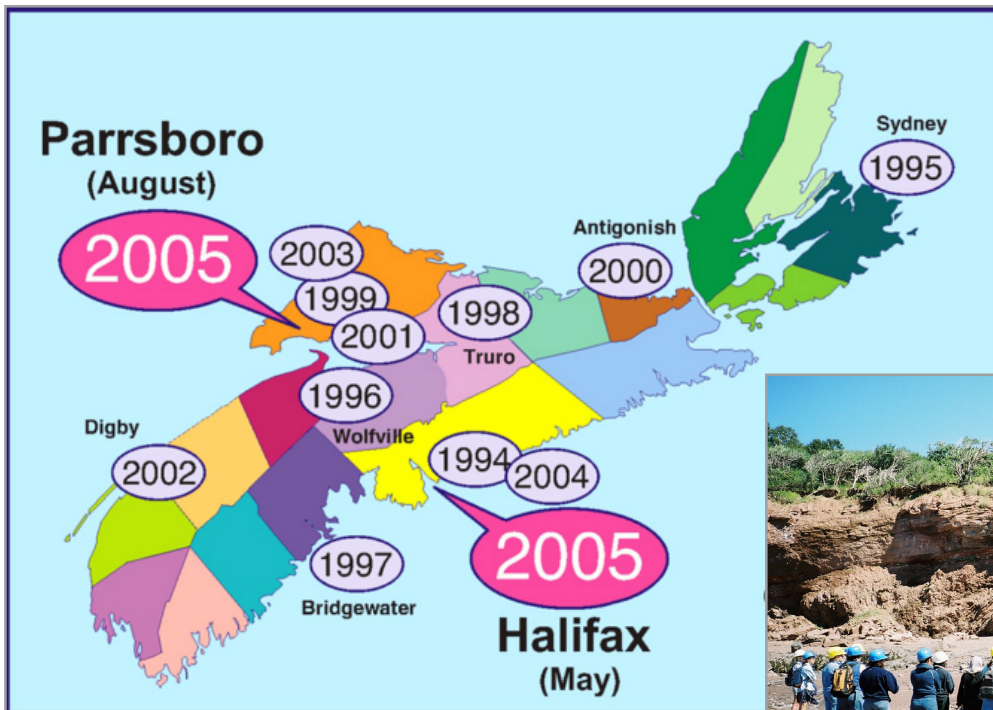 Parrsboro
(August)
2005
2003
1999
2001
1998
Truro
Antigonish
2000
Sydney
1995
1996
Wolfville
Digby
2002
1994
2004
1997
Bridgewater
2005
Halifax
(May)